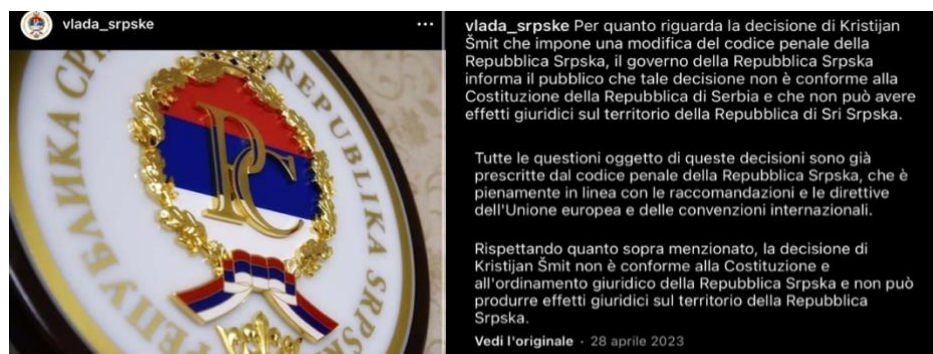 vlada_srpske
РЕПУБЛИКА СРП
REPUBLIKA SRPS
РС
vlada_srpske Per quanto riguarda la decisione di Kristijan
Šmit che impone una modifica del codice penale della
Repubblica Srpska, il governo della Repubblica Srpska
informa il pubblico che tale decisione non è conforme alla
Costituzione della Repubblica di Serbia e che non può avere
effetti giuridici sul territorio della Repubblica di Sri Srpska.
Tutte le questioni oggetto di queste decisioni sono già
prescritte dal codice penale della Repubblica Srpska, che è
pienamente in linea con le raccomandazioni e le direttive
dell'Unione europea e delle convenzioni internazionali.
Rispettando quanto sopra menzionato, la decisione di
Kristijan Šmit non è conforme alla Costituzione e
all'ordinamento giuridico della Repubblica Srpska e non può
produrre effetti giuridici sul territorio della Repubblica
Srpska.
Vedi l'originale · 28 aprile 2023